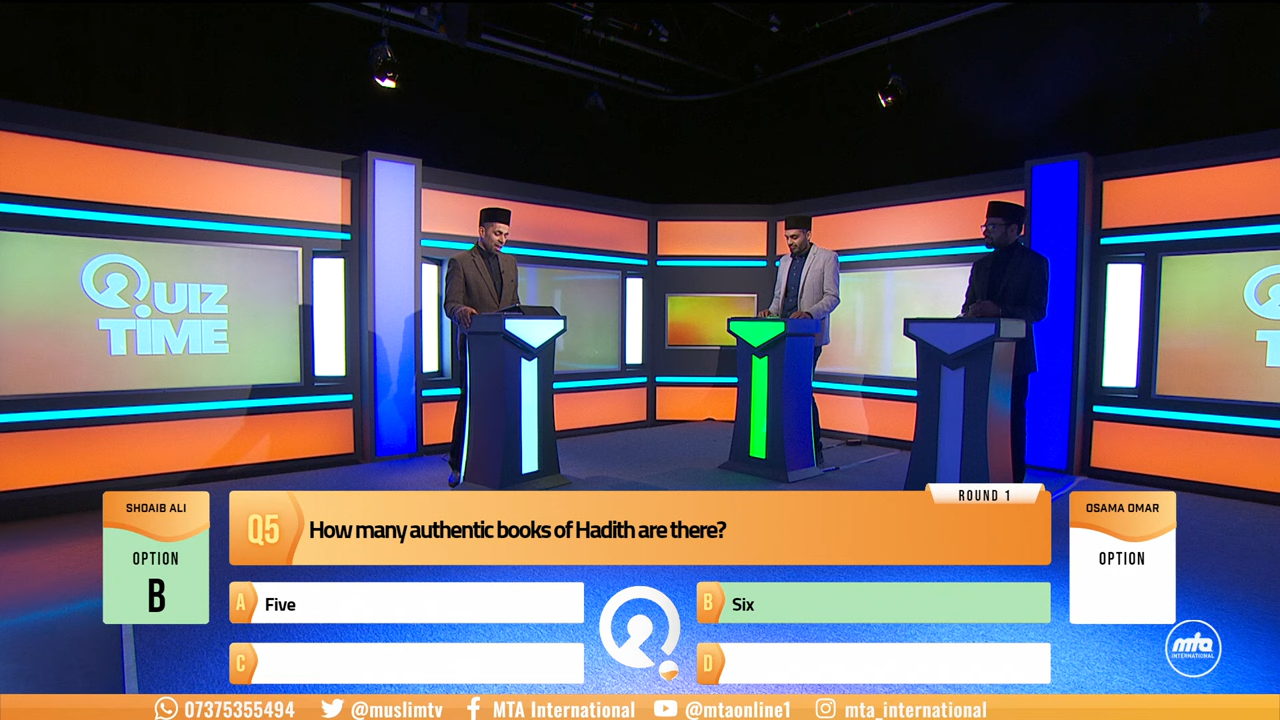 QUIZ
TIME
ROUND 1
SHOAIB ALI
OPTION
B
Q5
How many authentic books of Hadith are there?
OSAMA OMAR
OPTION
A
Five
B
Six
C
D
mta
INTERNATIONAL
07375355494
@muslimtv
MTA International
@mtaonline1
mta_international